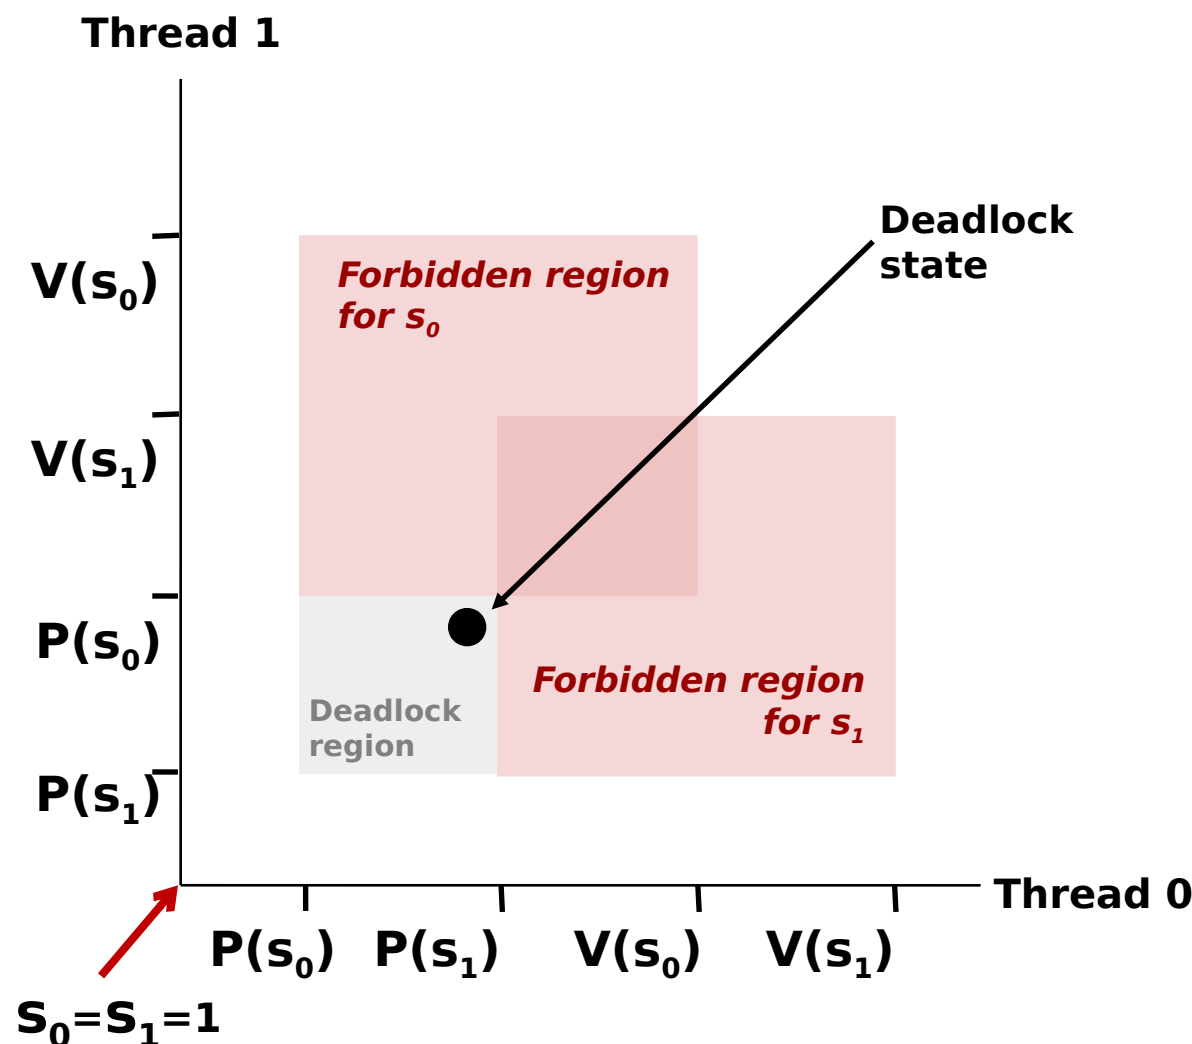 Thread 1
Deadlock
state
V(s₀)
Forbidden region
for s₀
V(s₁)
P(s₀)
Forbidden region
for s₁
Deadlock
region
P(s₁)
Thread 0
P(s₀) P(s₁) V(s₀) V(s₁)
s₀=s₁=1